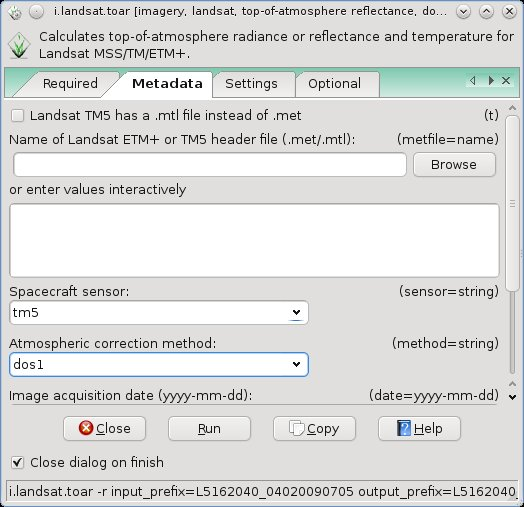 i.landsat.toar [imagery, landsat, top-of-atmosphere reflectance, do...
Calculates top-of-atmosphere radiance or reflectance and temperature for
Landsat MSS/TM/ETM+.
Required Metadata Settings Optional
Landsat TM5 has a .mtl file instead of .met (t)
Name of Landsat ETM+ or TM5 header file (.met/.mtl): (metfile=name)
Browse
or enter values interactively
Spacecraft sensor: (sensor=string)
tm5
Atmospheric correction method: (method=string)
dos1
Image acquisition date (yyyy-mm-dd): (date=yyyy-mm-dd)
Close Run Copy Help
Close dialog on finish
i.landsat.toar -r input_prefix=L5162040_04020090705 output_prefix=L5162040_